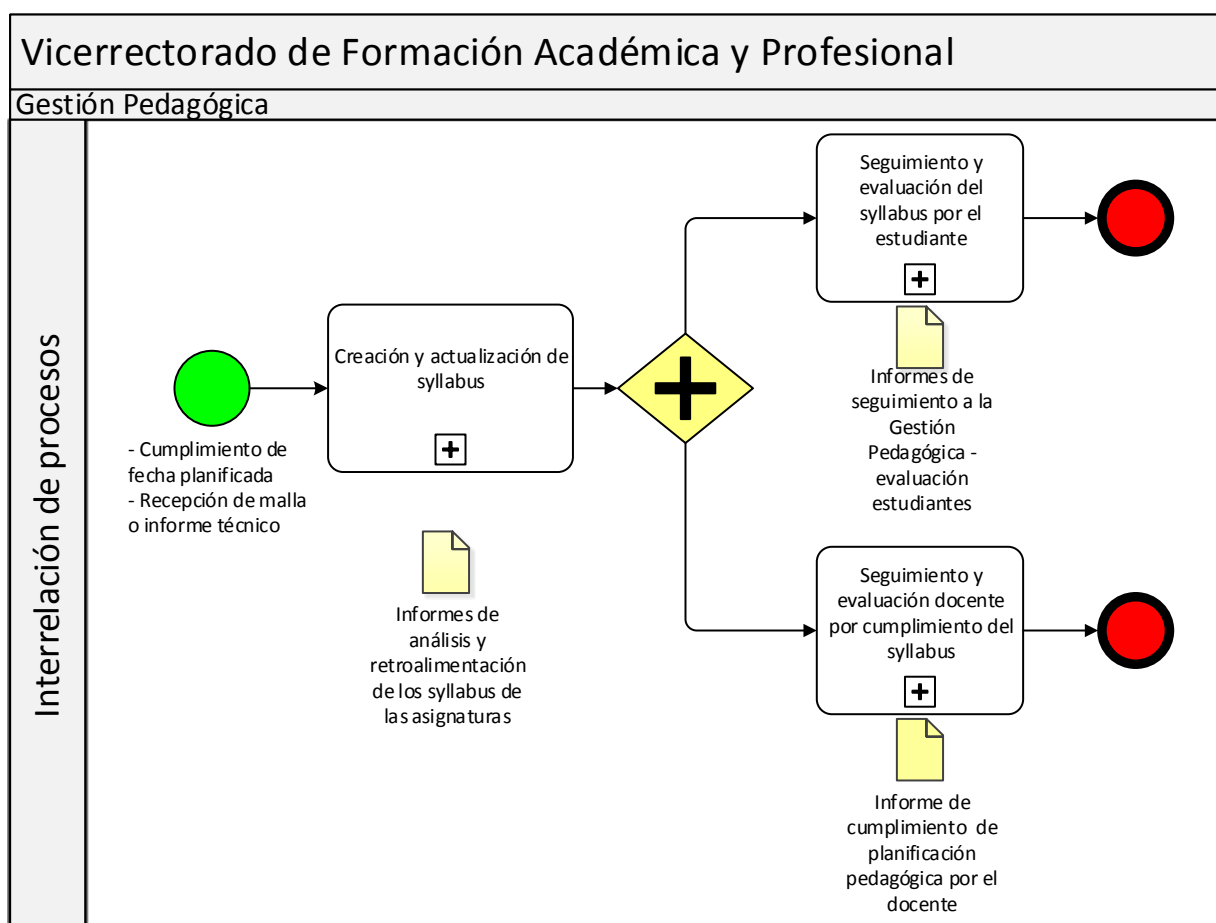 Vicerrectorado de Formación Académica y Profesional
Gestión Pedagógica
Interrelación de procesos
- Cumplimiento de
fecha planificada
- Recepción de malla
o informe técnico
Creación y actualización de
syllabus
Informes de
análisis y
retroalimentación
de los syllabus de
las asignaturas
Seguimiento y
evaluación del
syllabus por el
estudiante
Informes de
seguimiento a la
Gestión
Pedagógica -
evaluación
estudiantes
Seguimiento y
evaluación docente
por cumplimiento del
syllabus
Informe de
cumplimiento de
planificación
pedagógica por el
docente